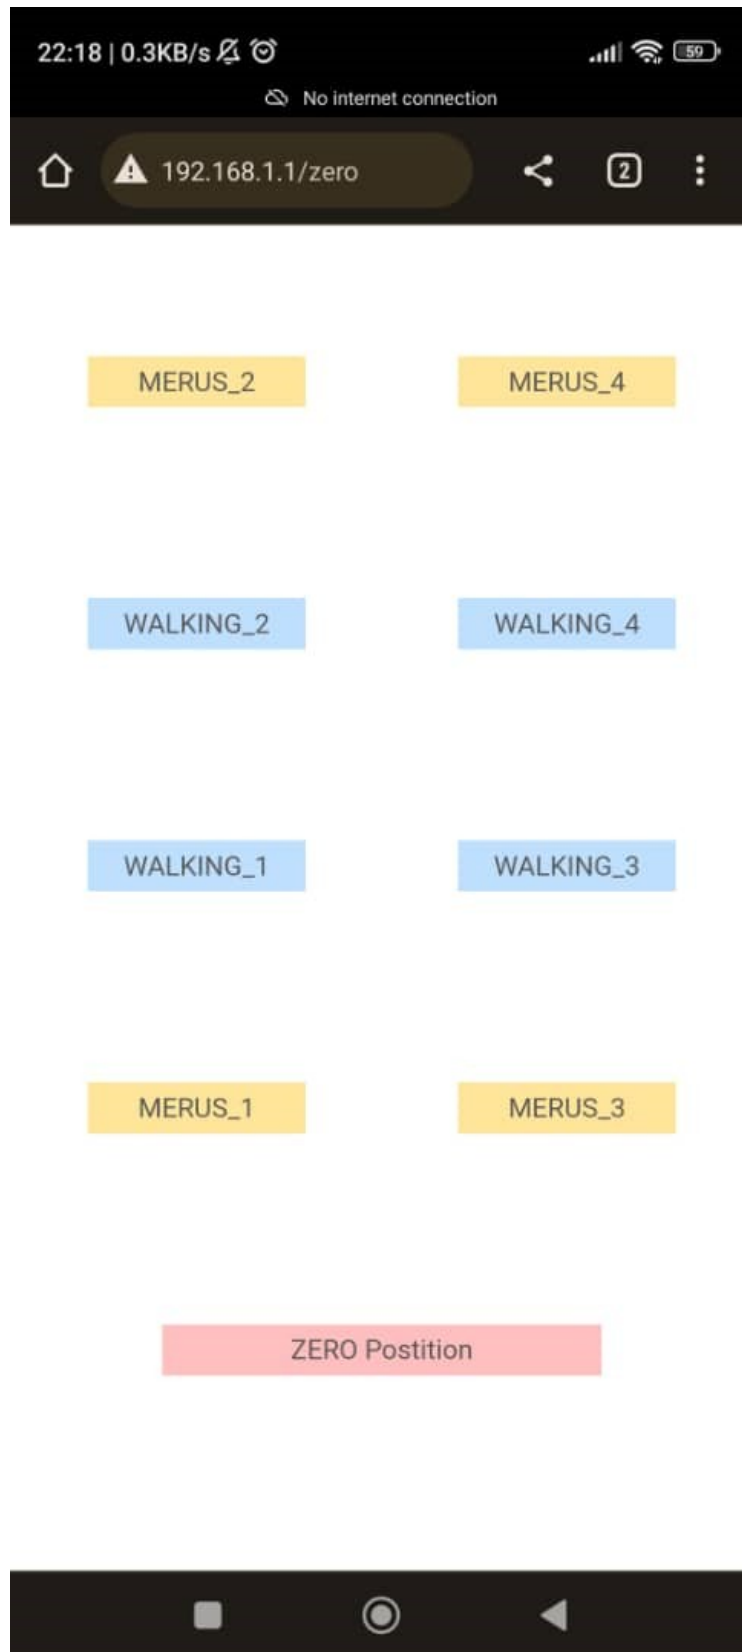 22:18 | 0.3KB/s 59
No internet connection
192.168.1.1/zero 2
MERUS_2 MERUS_4
WALKING_2 WALKING_4
WALKING_1 WALKING_3
MERUS_1 MERUS_3
ZERO Postition